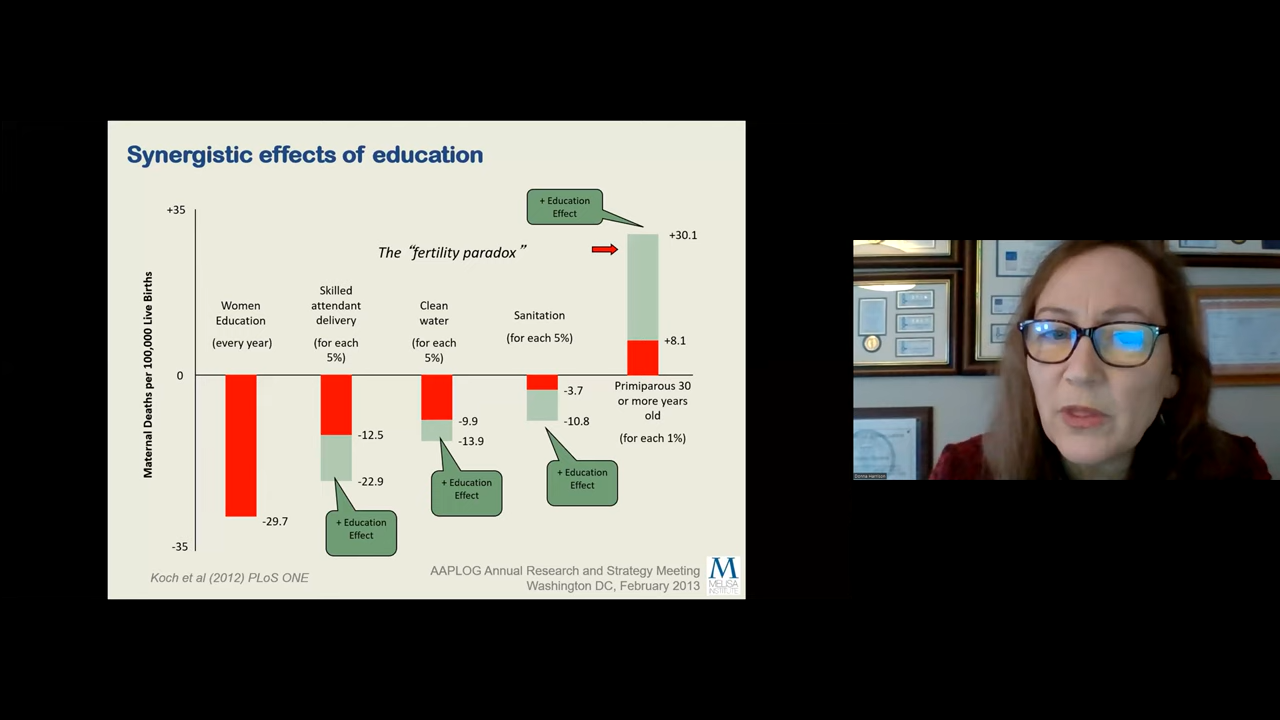 Synergistic effects of education
+35
+ Education
Effect
+30.1
The “fertility paradox”
Skilled
attendant
delivery
(for each
5%)
Women
Education
(every year)
Clean
water
(for each
5%)
Sanitation
(for each 5%)
+8.1
0
Primiparous 30
or more years
old
(for each 1%)
-3.7
-9.9
-10.8
-12.5
-13.9
-22.9
-29.7
+ Education
Effect
+ Education
Effect
+ Education
Effect
-35
Maternal Deaths per 100,000 Live Births
Koch et al (2012) PLoS ONE
AAPLOG Annual Research and Strategy Meeting
Washington DC, February 2013
M
MELISA
INSTITUTE
Donna Harrison